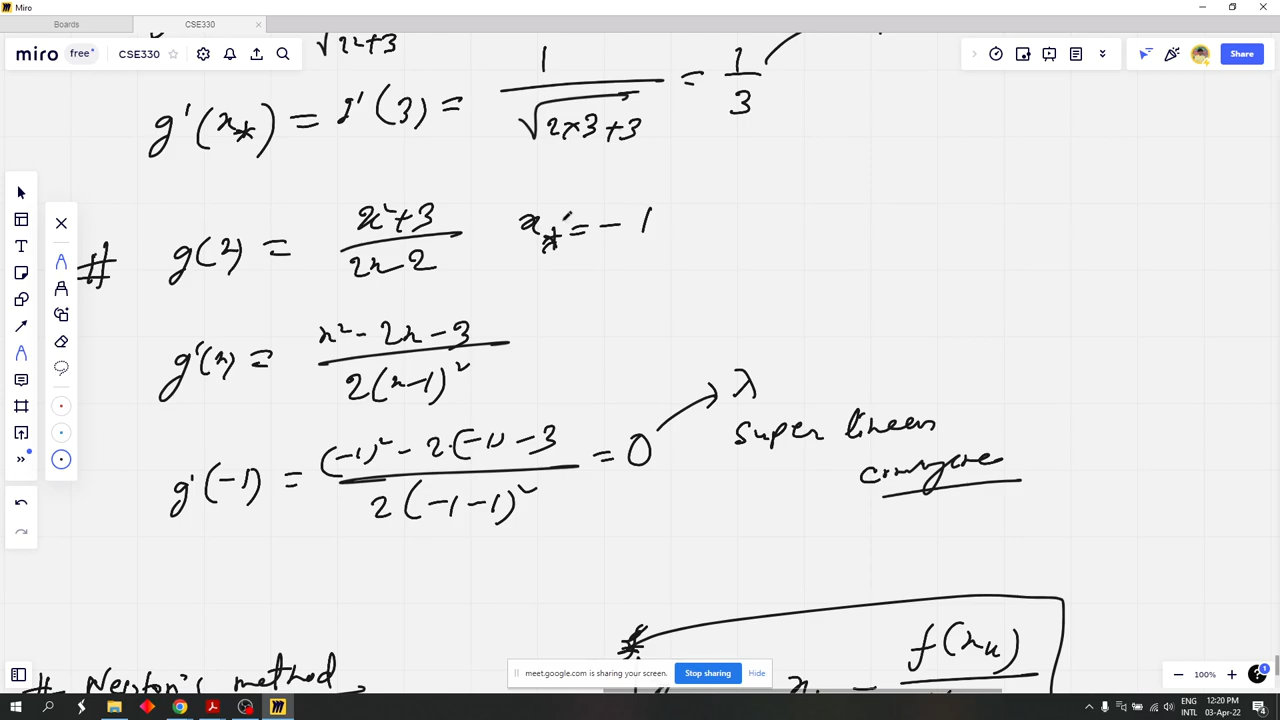 Miro
Boards
CSE330
miro free CSE330
Share
√2x+3
g'(x*) = g'(3) = 1/√(2×3+3) = 1/3
# g(x) = (x²+3)/(2x-2) x* = -1
g'(x) = (x²-2x-3)/(2(x-1)²)
g'(-1) = ((-1)²-2·(-1)-3)/(2(-1-1)²) = 0
λ
super linear
convergence
# Newton's method
f(xk)
meet.google.com is sharing your screen. Stop sharing Hide
100%
ENG
INTL
12:20 PM
03-Apr-22